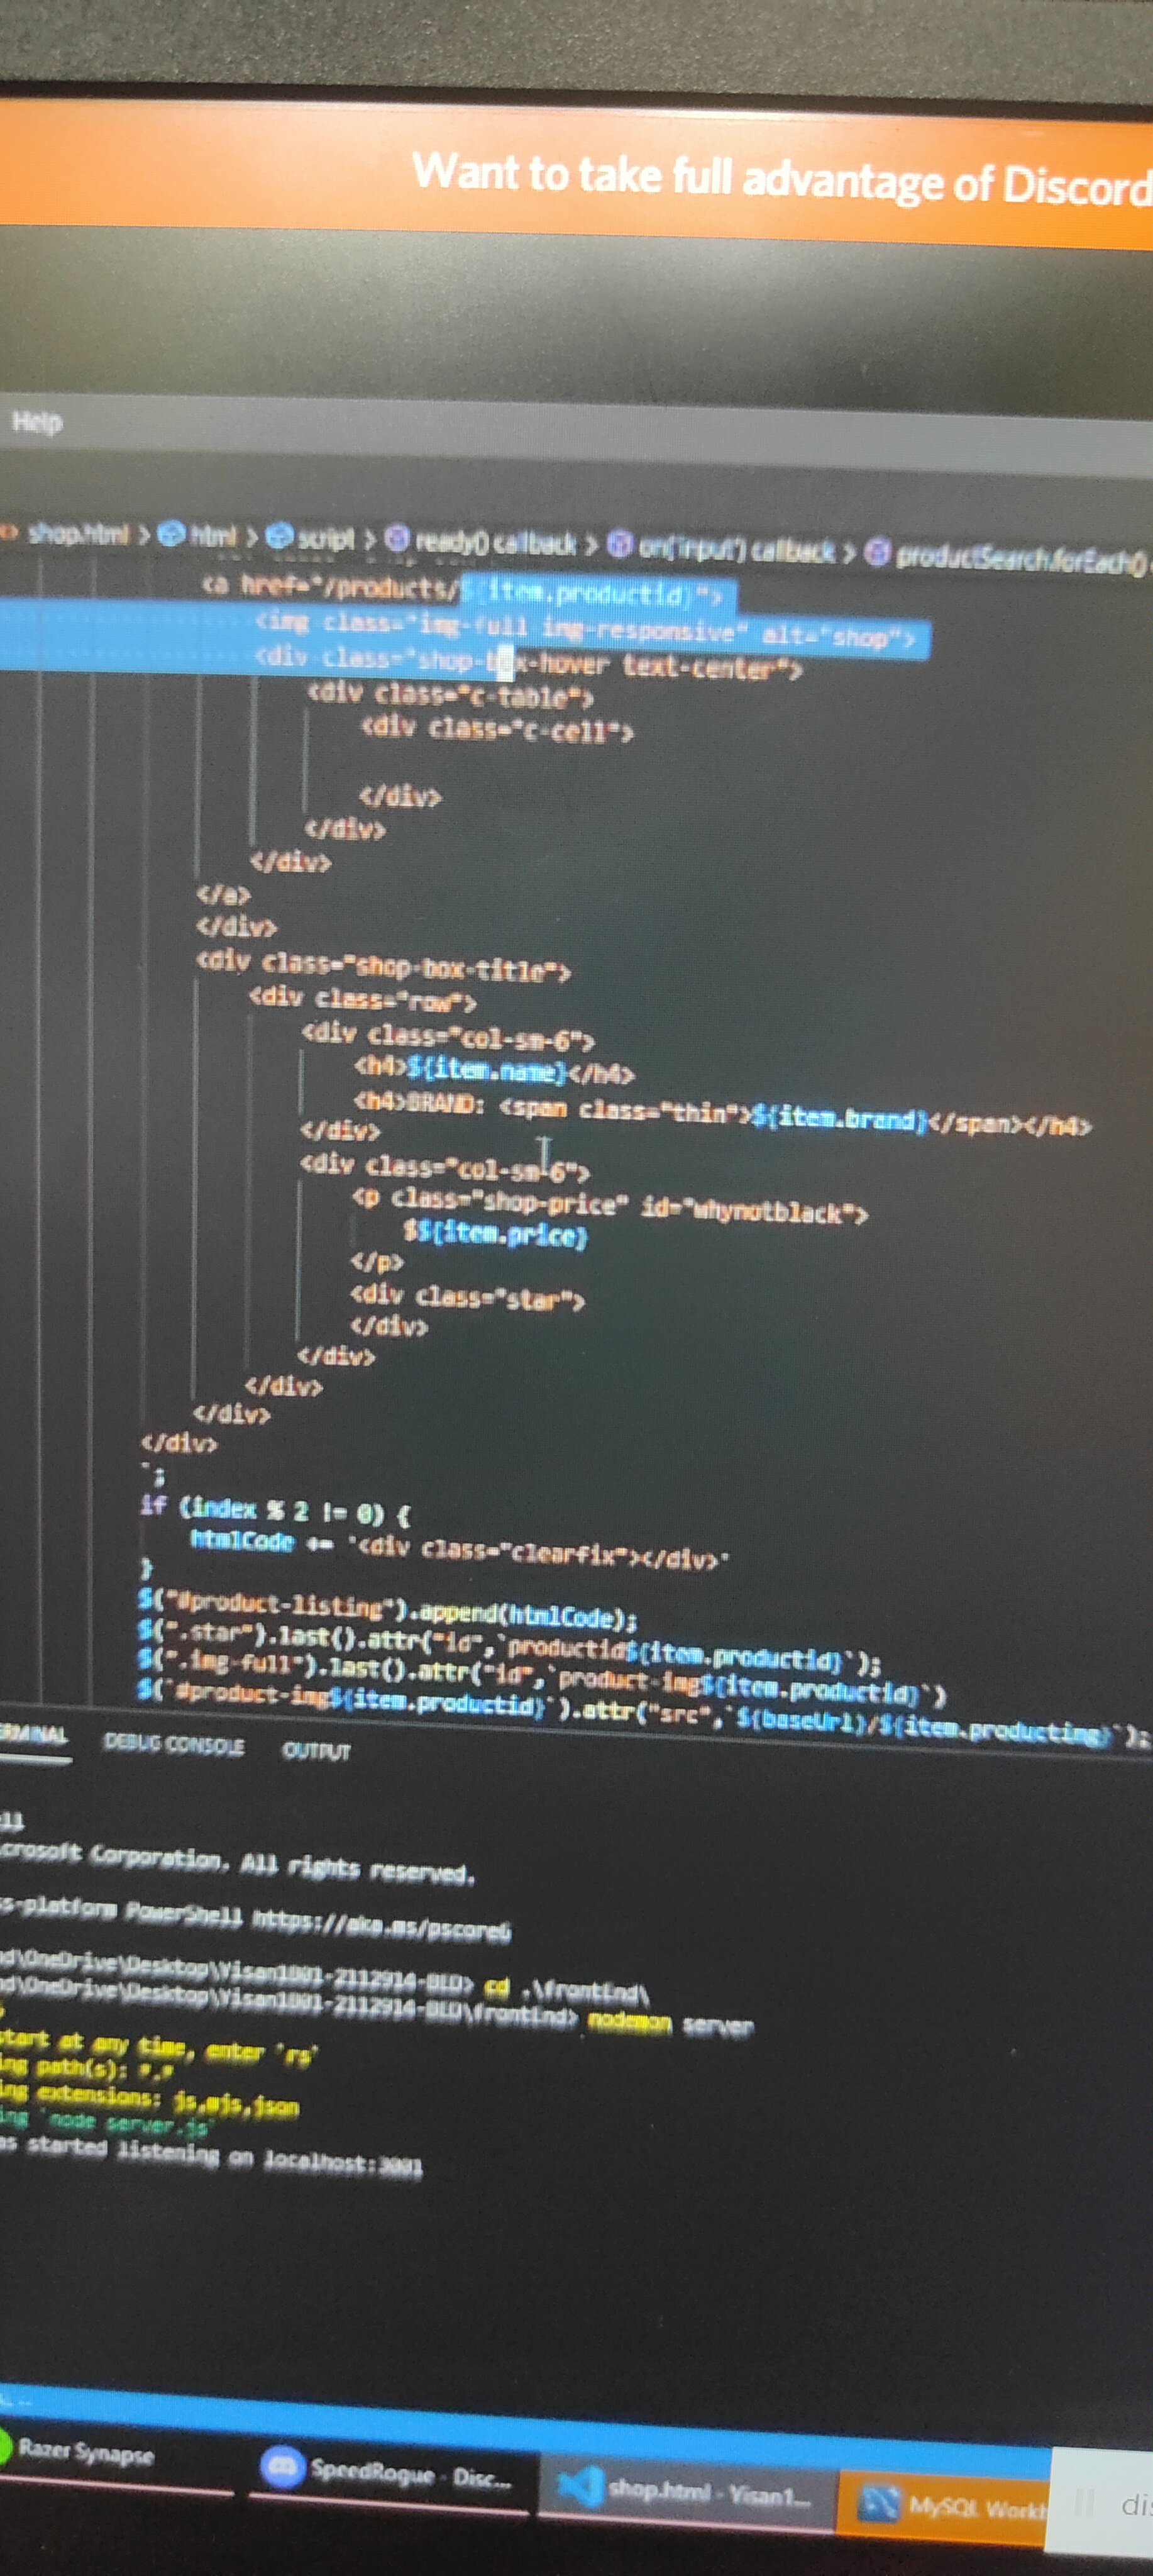 Want to take full advantage of Discord
Help
shop.html > html > script > ready() callback > on('input') callback > productSearch.forEach()
<a href="/products/${item.productid}">
<img class="img-full img-responsive" alt="shop">
<div class="shop-box-hover text-center">
<div class="c-table">
<div class="c-cell">
</div>
</div>
</div>
</a>
</div>
<div class="shop-box-title">
<div class="row">
<div class="col-sm-6">
<h4>${item.name}</h4>
<h4>BRAND: <span class="thin">${item.brand}</span></h4>
</div>
<div class="col-sm-6">
<p class="shop-price" id="whynotblack">
$${item.price}
</p>
<div class="star">
</div>
</div>
</div>
</div>
</div>
`;
if (index % 2 != 0) {
htmlCode += '<div class="clearfix"></div>'
}
$("#product-listing").append(htmlCode);
$(".star").last().attr("id",`productid${item.productid}`);
$(".img-full").last().attr("id",`product-img${item.productid}`)
$(`#product-img${item.productid}`).attr("src",`${baseUrl}/${item.producting}`);
ERMINAL DEBUG CONSOLE OUTPUT
ell
icrosoft Corporation. All rights reserved.
s-platform PowerShell https://aka.ms/pscore6
nd\OneDrive\Desktop\Yisan1001-2112914-OLD> cd .\frontEnd\
nd\OneDrive\Desktop\Yisan1001-2112914-OLD\frontEnd> nodemon server
start at any time, enter `rs`
ing path(s): *.*
ing extensions: js,mjs,json
ing `node server.js`
as started listening on localhost:3001
Razer Synapse
SpeedRogue - Disc...
shop.html - Yisan1...
MySQL Workb
dis